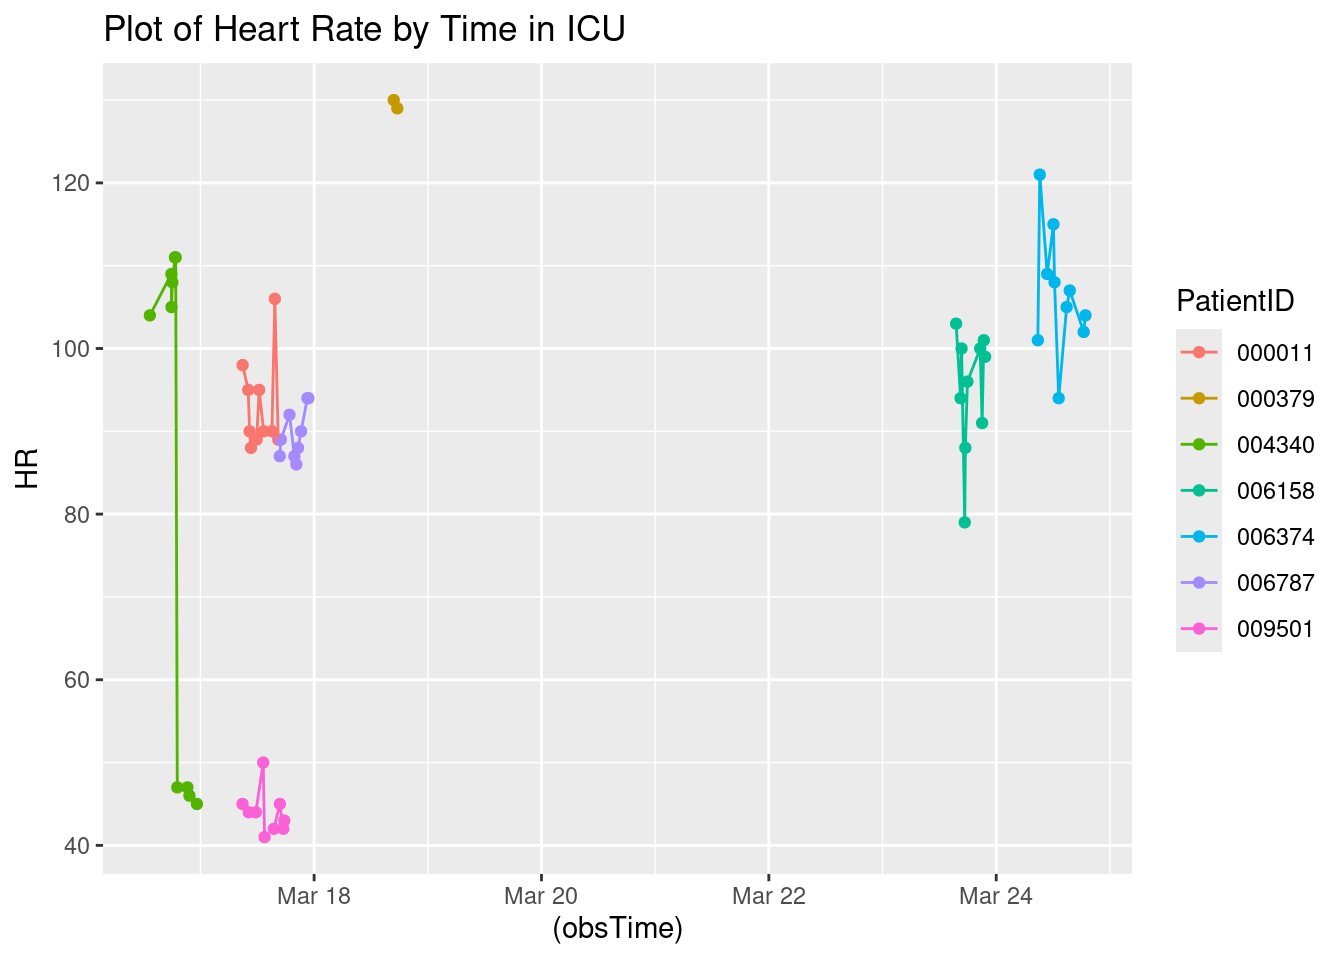 Plot of Heart Rate by Time in ICU
HR
120
100
80
60
40
Mar 18
Mar 20
Mar 22
Mar 24
(obsTime)
PatientID
000011
000379
004340
006158
006374
006787
009501